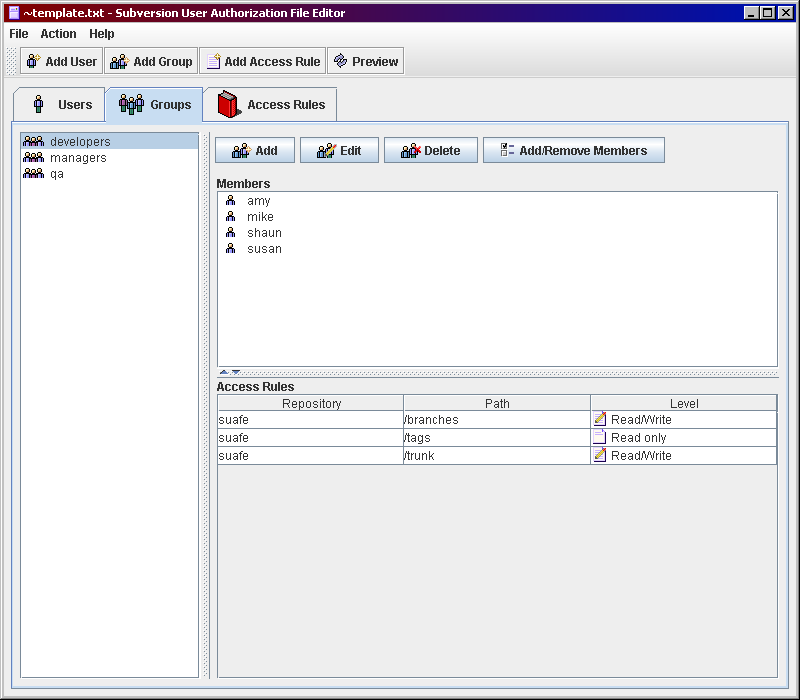 ~template.txt - Subversion User Authorization File Editor
File Action Help
Add User Add Group Add Access Rule Preview
Users Groups Access Rules
developers
managers
qa
Add Edit Delete Add/Remove Members
Members
amy
mike
shaun
susan
Access Rules
Repository Path Level
suafe /branches Read/Write
suafe /tags Read only
suafe /trunk Read/Write